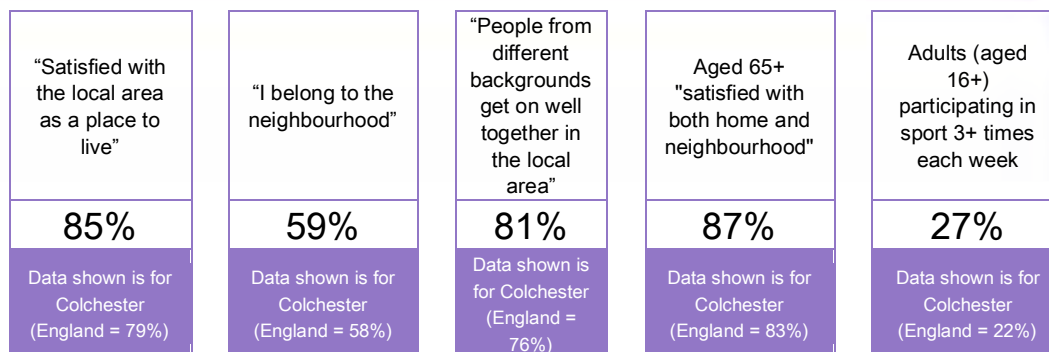 “Satisfied with
the local area
as a place to
live”
85%
Data shown is for
Colchester
(England = 79%)
“I belong to the
neighbourhood”
59%
Data shown is for
Colchester
(England = 58%)
“People from
different
backgrounds
get on well
together in
the local
area”
81%
Data shown is
for Colchester
(England =
76%)
Aged 65+
"satisfied with
both home and
neighbourhood"
87%
Data shown is for
Colchester
(England = 83%)
Adults (aged
16+)
participating in
sport 3+ times
each week
27%
Data shown is for
Colchester
(England = 22%)